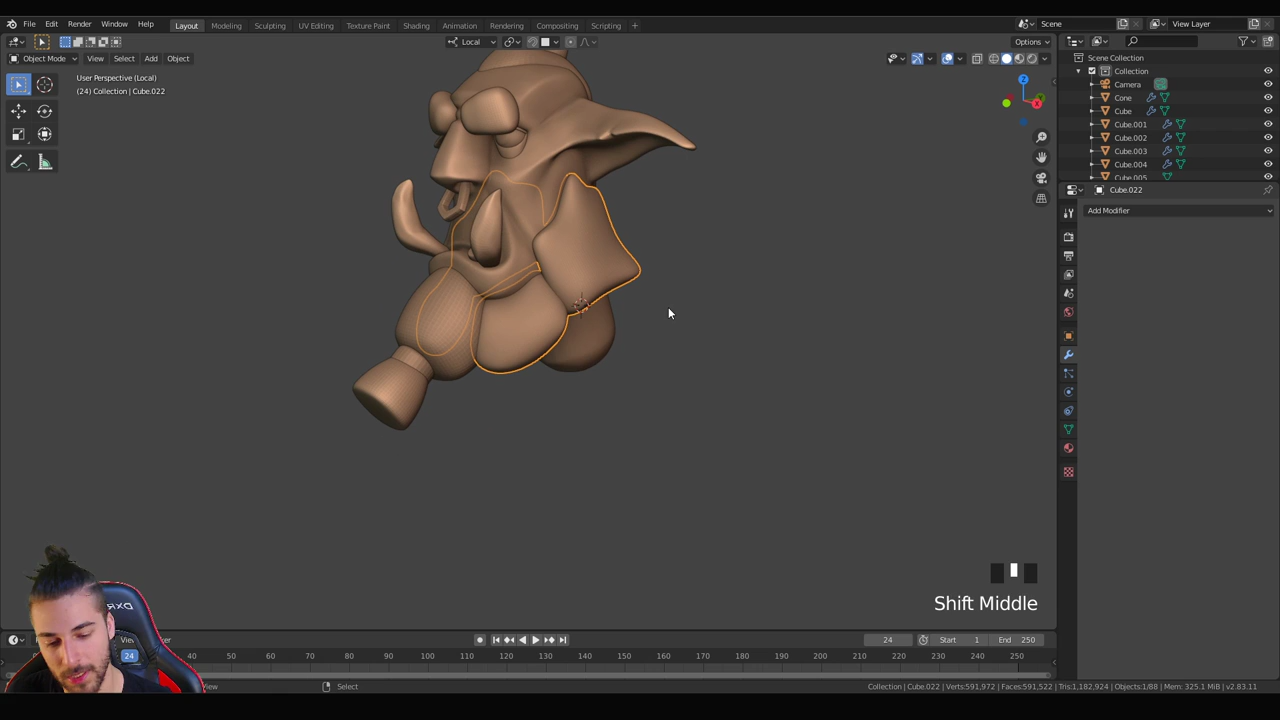 File Edit Render Window Help Layout Modeling Sculpting UV Editing Texture Paint Shading Animation Rendering Compositing Scripting + Scene View Layer
Local Options
Object Mode View Select Add Object
User Perspective (Local)
(24) Collection | Cube.022
Scene Collection
Collection
Camera
Cone
Cube
Cube.001
Cube.002
Cube.003
Cube.004
Cube.005
Cube.022
Add Modifier
Shift Middle
24 Start 1 End 250
24 40 50 60 70 80 90 100 110 120 130 140 150 160 170 180 190 200 210 220 230 240 250
Select Collection | Cube.022 | Verts:591,972 | Faces:591,522 | Tris:1,182,924 | Objects:1/88 | Mem: 325.1 MiB | v2.83.11